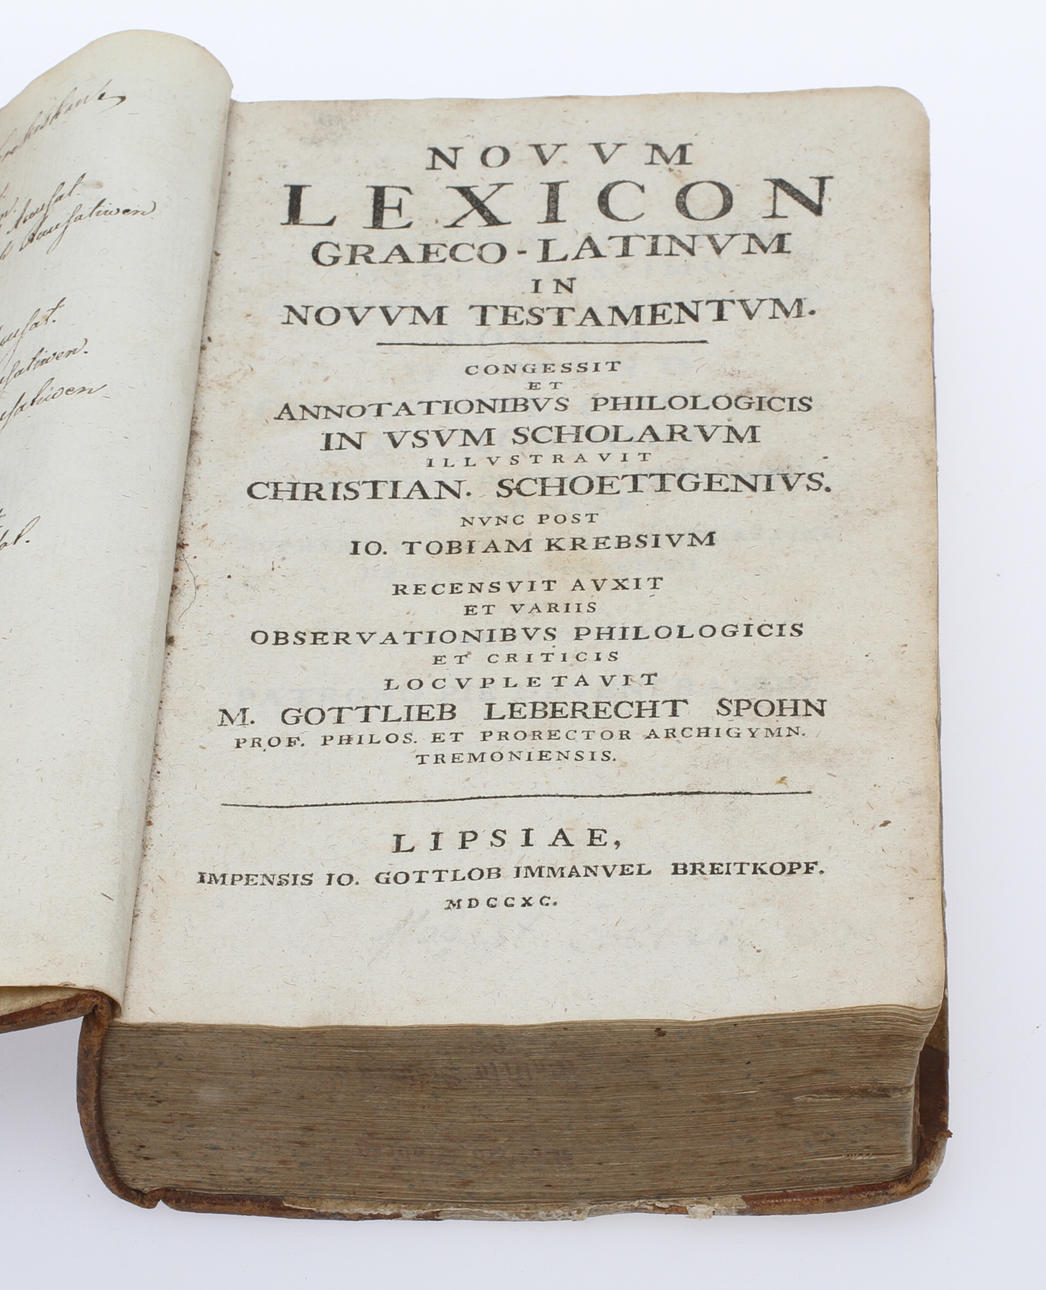 NOVVM
LEXICON
GRAECO-LATINVM
IN
NOVVM TESTAMENTVM.
CONGESSIT
ET
ANNOTATIONIBVS PHILOLOGICIS
IN VSVM SCHOLARVM
ILLVSTRAVIT
CHRISTIAN. SCHOETTGENIVS.
NVNC POST
IO. TOBIAM KREBSIVM
RECENSVIT AVXIT
ET VARIIS
OBSERVATIONIBVS PHILOLOGICIS
ET CRITICIS
LOCVPLETAVIT
M. GOTTLIEB LEBERECHT SPOHN
PROF. PHILOS. ET PRORECTOR ARCHIGYMN.
TREMONIENSIS.
LIPSIAE,
IMPENSIS IO. GOTTLOB IMMANVEL BREITKOPF.
MDCCXC.